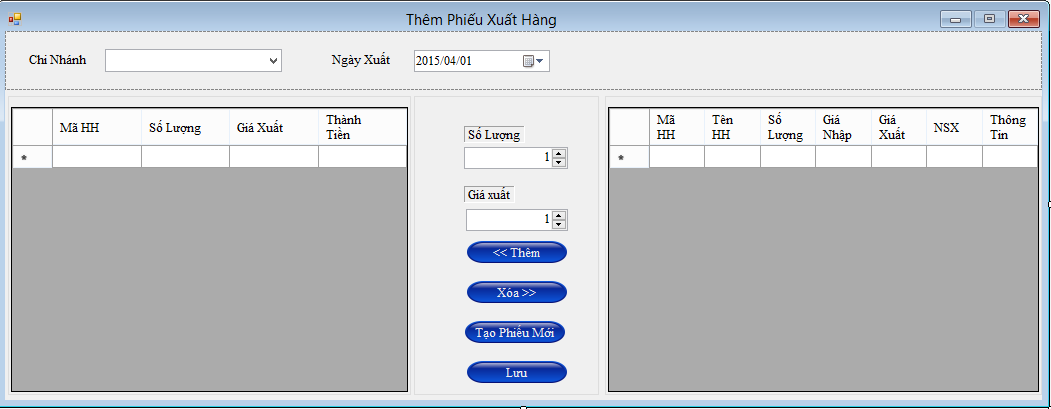 Thêm Phiếu Xuất Hàng
Chi Nhánh
Ngày Xuất
2015/04/01
Mã HH
Số Lượng
Giá Xuất
Thành
Tiền
*
Số Lượng
1
Giá xuất
1
<< Thêm
Xóa >>
Tạo Phiếu Mới
Lưu
Mã
HH
Tên
HH
Số
Lượng
Giá
Nhập
Giá
Xuất
NSX
Thông
Tin
*